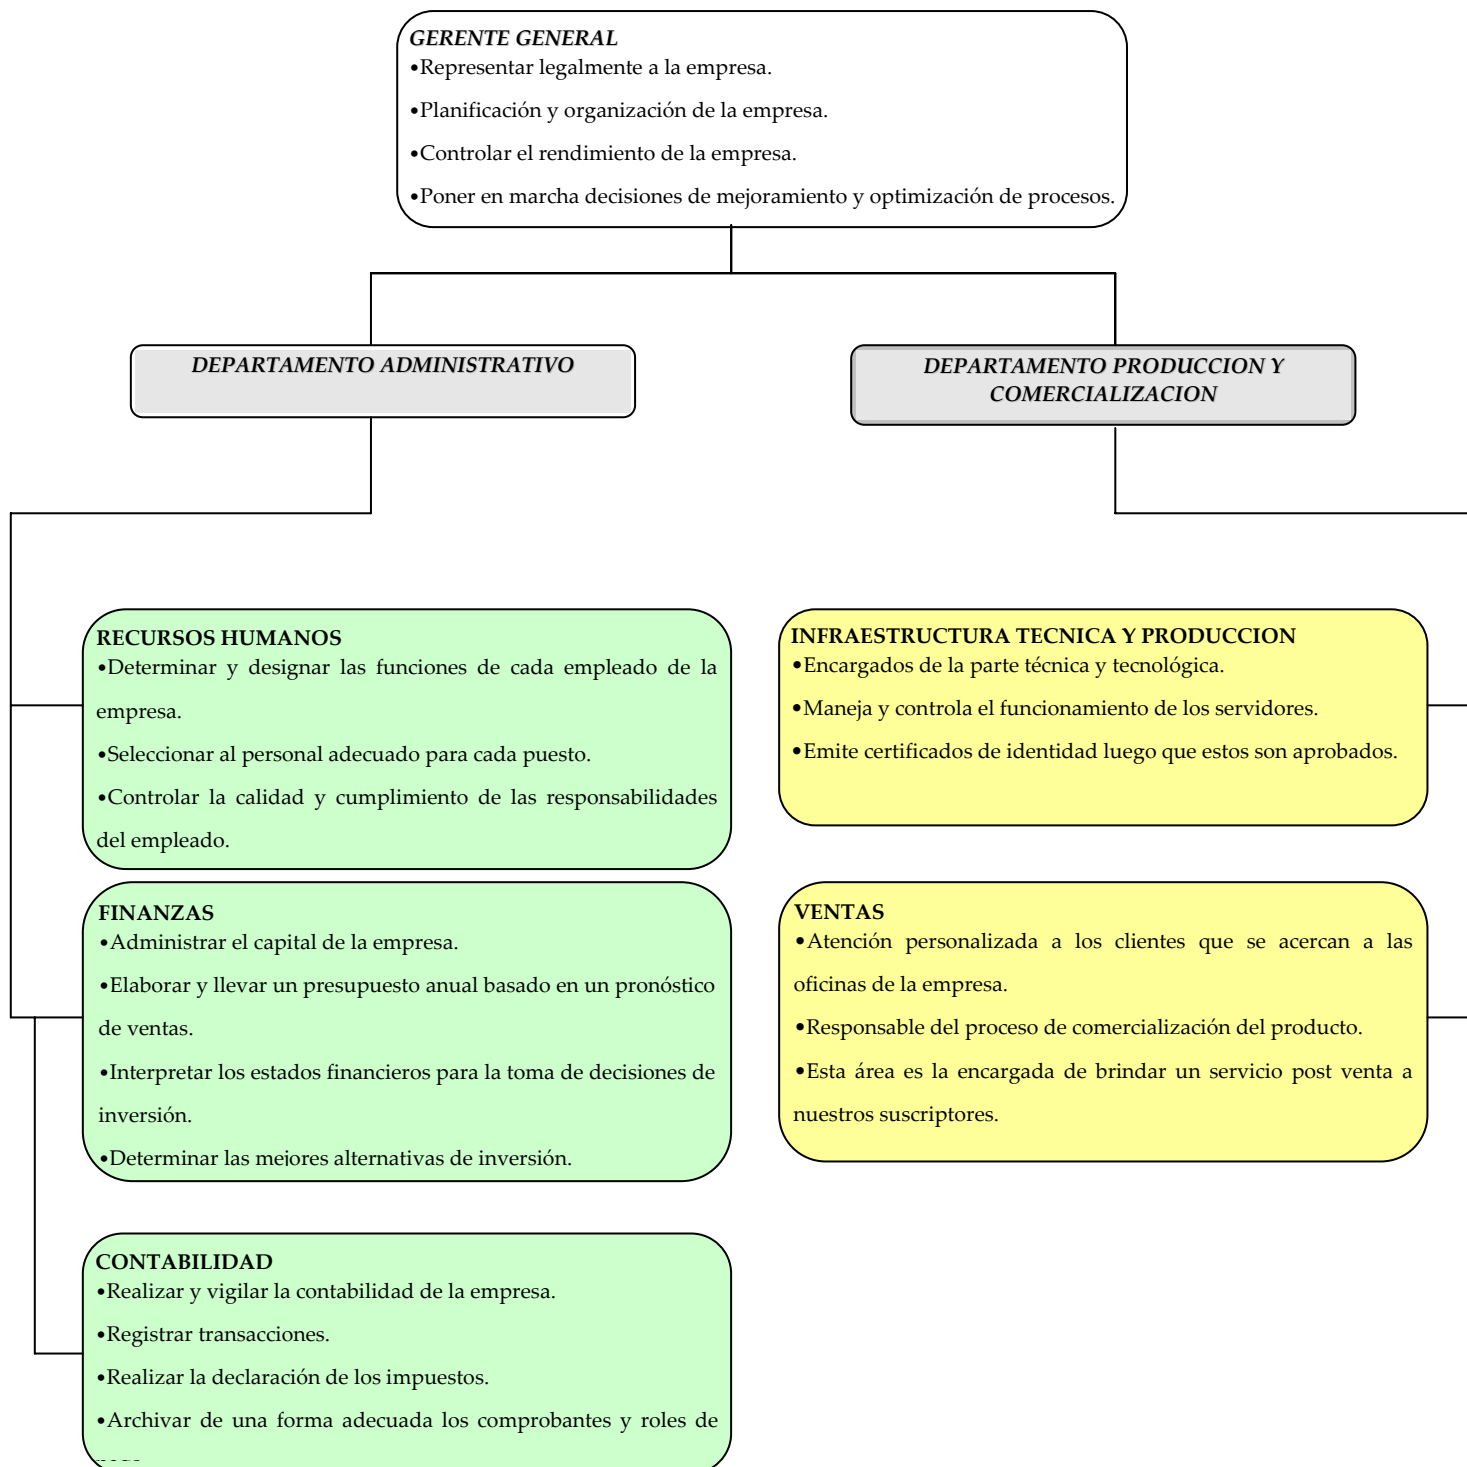 GERENTE GENERAL
•Representar legalmente a la empresa.
•Planificación y organización de la empresa.
•Controlar el rendimiento de la empresa.
•Poner en marcha decisiones de mejoramiento y optimización de procesos.
DEPARTAMENTO ADMINISTRATIVO
DEPARTAMENTO PRODUCCION Y
COMERCIALIZACION
RECURSOS HUMANOS
•Determinar y designar las funciones de cada empleado de la
empresa.
•Seleccionar al personal adecuado para cada puesto.
•Controlar la calidad y cumplimiento de las responsabilidades
del empleado.
INFRAESTRUCTURA TECNICA Y PRODUCCION
•Encargados de la parte técnica y tecnológica.
•Maneja y controla el funcionamiento de los servidores.
•Emite certificados de identidad luego que estos son aprobados.
FINANZAS
•Administrar el capital de la empresa.
•Elaborar y llevar un presupuesto anual basado en un pronóstico
de ventas.
•Interpretar los estados financieros para la toma de decisiones de
inversión.
•Determinar las mejores alternativas de inversión.
VENTAS
•Atención personalizada a los clientes que se acercan a las
oficinas de la empresa.
•Responsable del proceso de comercialización del producto.
•Esta área es la encargada de brindar un servicio post venta a
nuestros suscriptores.
CONTABILIDAD
•Realizar y vigilar la contabilidad de la empresa.
•Registrar transacciones.
•Realizar la declaración de los impuestos.
•Archivar de una forma adecuada los comprobantes y roles de